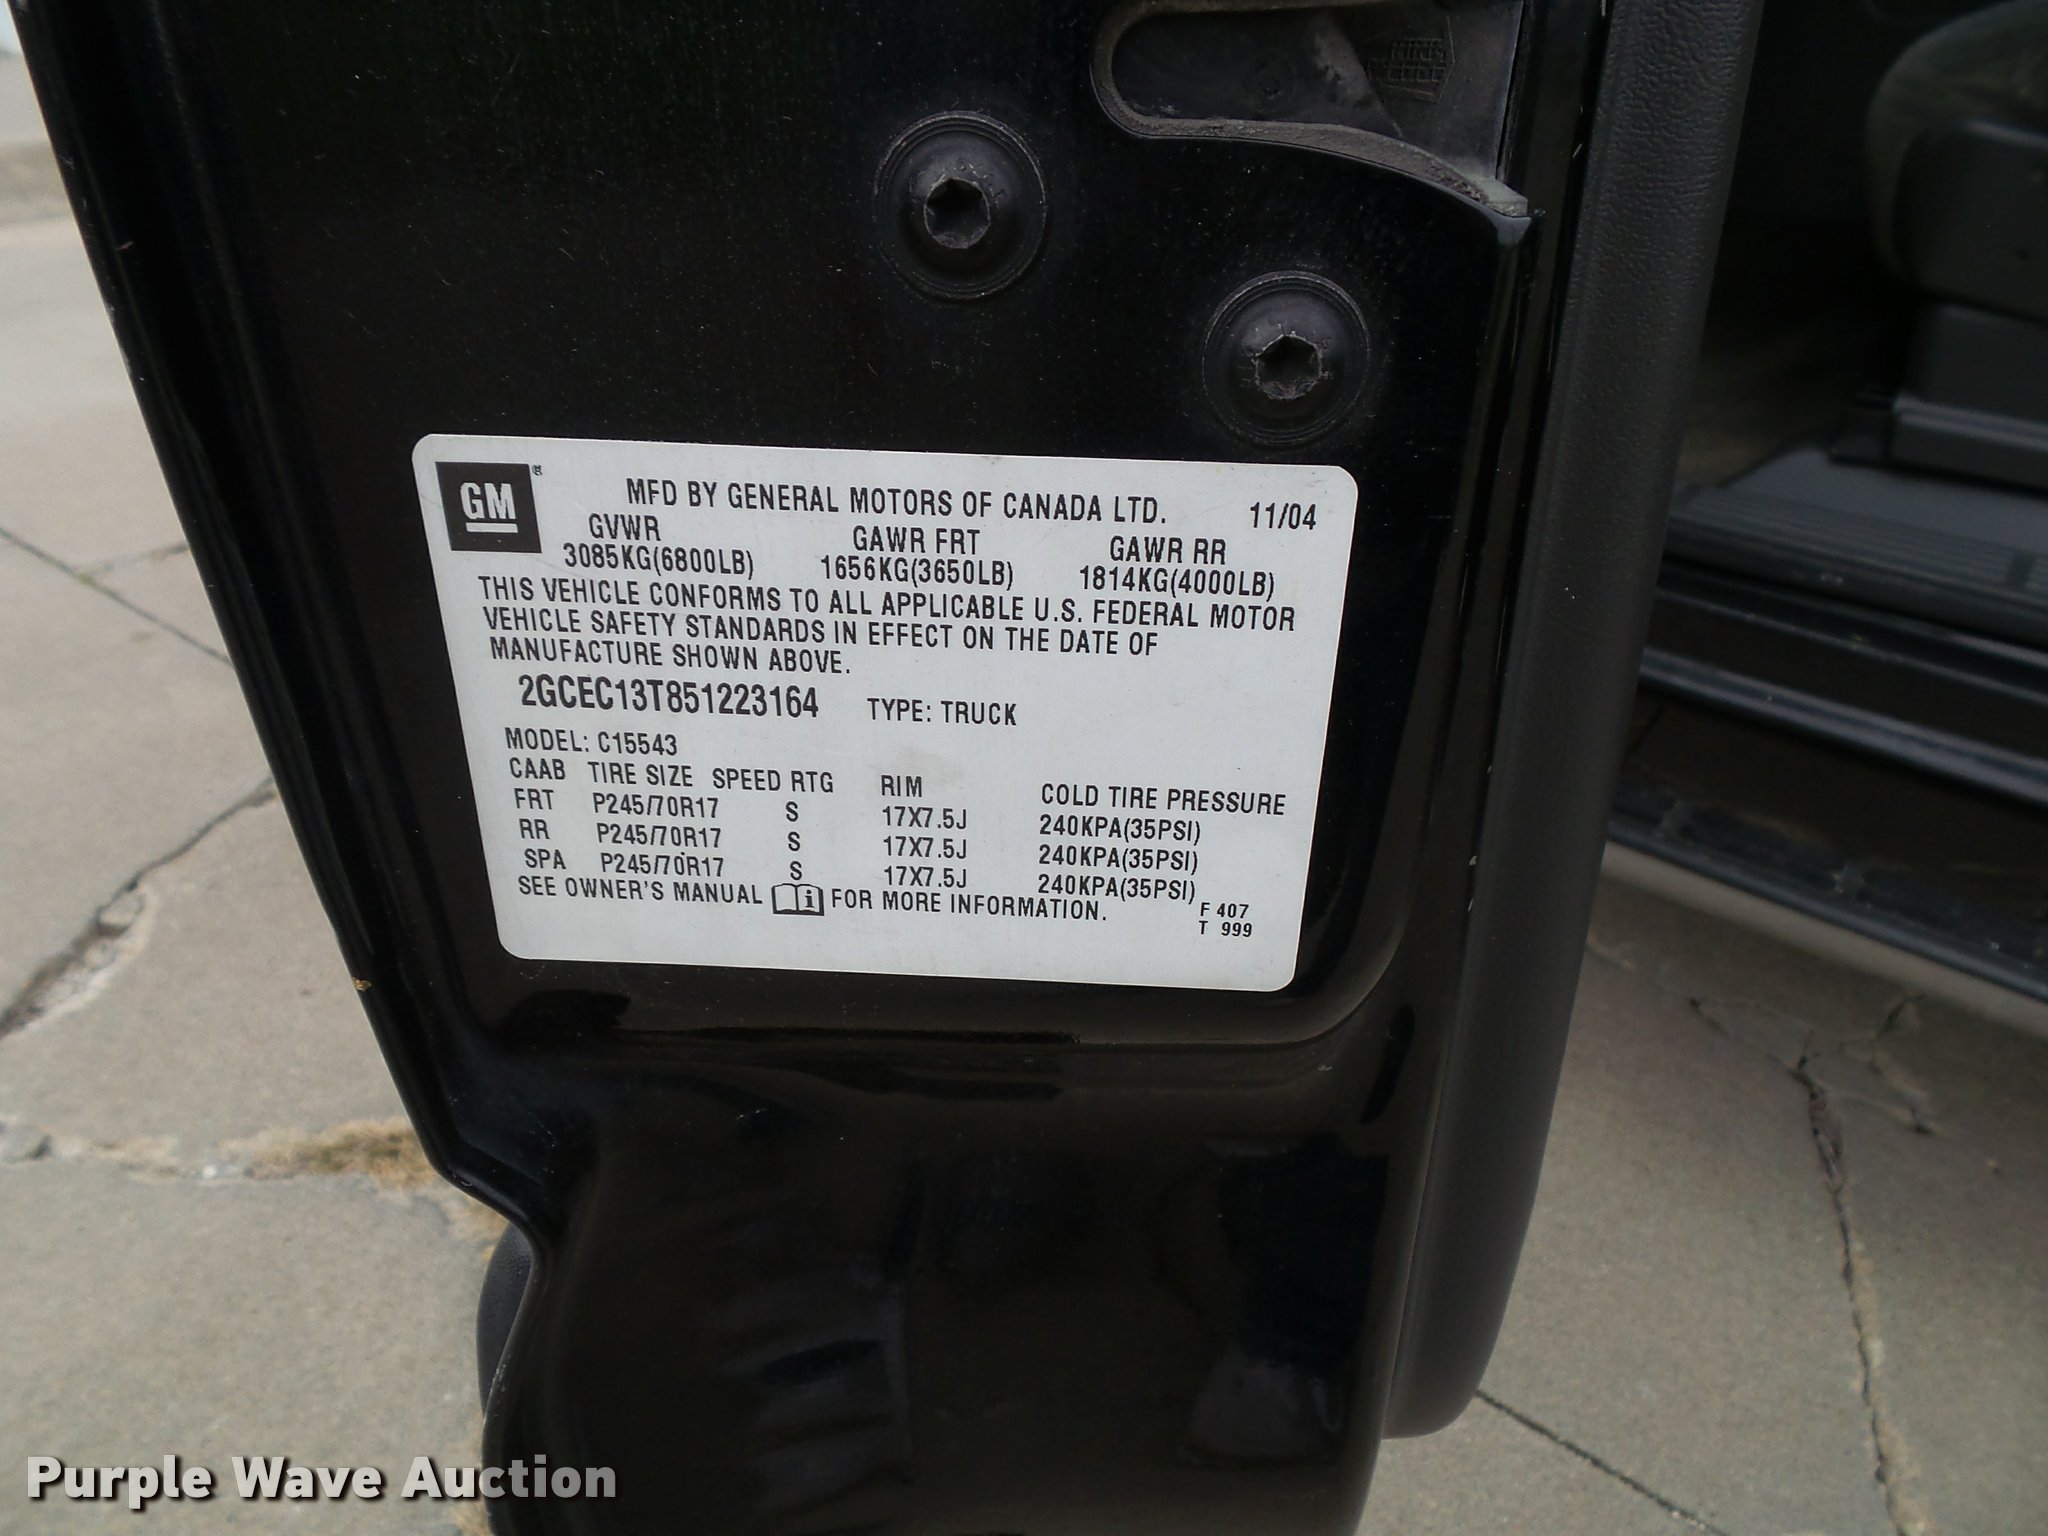 GM
MFD BY GENERAL MOTORS OF CANADA LTD. 11/04
GVWR GAWR FRT GAWR RR
3085KG(6800LB) 1656KG(3650LB) 1814KG(4000LB)
THIS VEHICLE CONFORMS TO ALL APPLICABLE U.S. FEDERAL MOTOR
VEHICLE SAFETY STANDARDS IN EFFECT ON THE DATE OF
MANUFACTURE SHOWN ABOVE.
2GCEC13T851223164 TYPE: TRUCK
MODEL: C15543
CAAB TIRE SIZE SPEED RTG RIM COLD TIRE PRESSURE
FRT P245/70R17 S 17X7.5J 240KPA(35PSI)
RR P245/70R17 S 17X7.5J 240KPA(35PSI)
SPA P245/70R17 S 17X7.5J 240KPA(35PSI)
SEE OWNER'S MANUAL i FOR MORE INFORMATION.
F 407
T 999
Purple Wave Auction